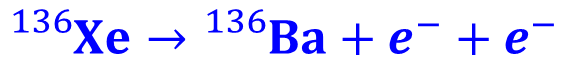 ¹³⁶Xe → ¹³⁶Ba + e⁻ + e⁻